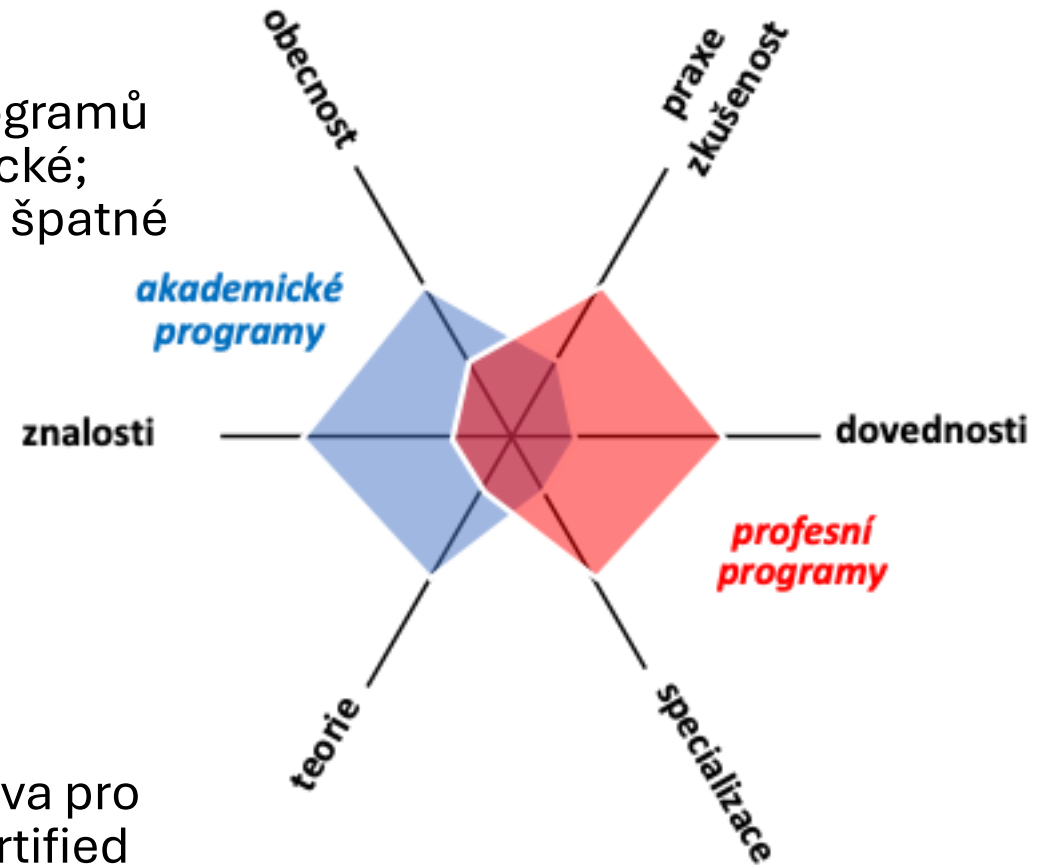 obecnost
praxe
zkušenost
gramů
cké;
špatné
akademické
programy
znalosti
dovednosti
profesní
programy
teorie
specializace
va pro
rtified